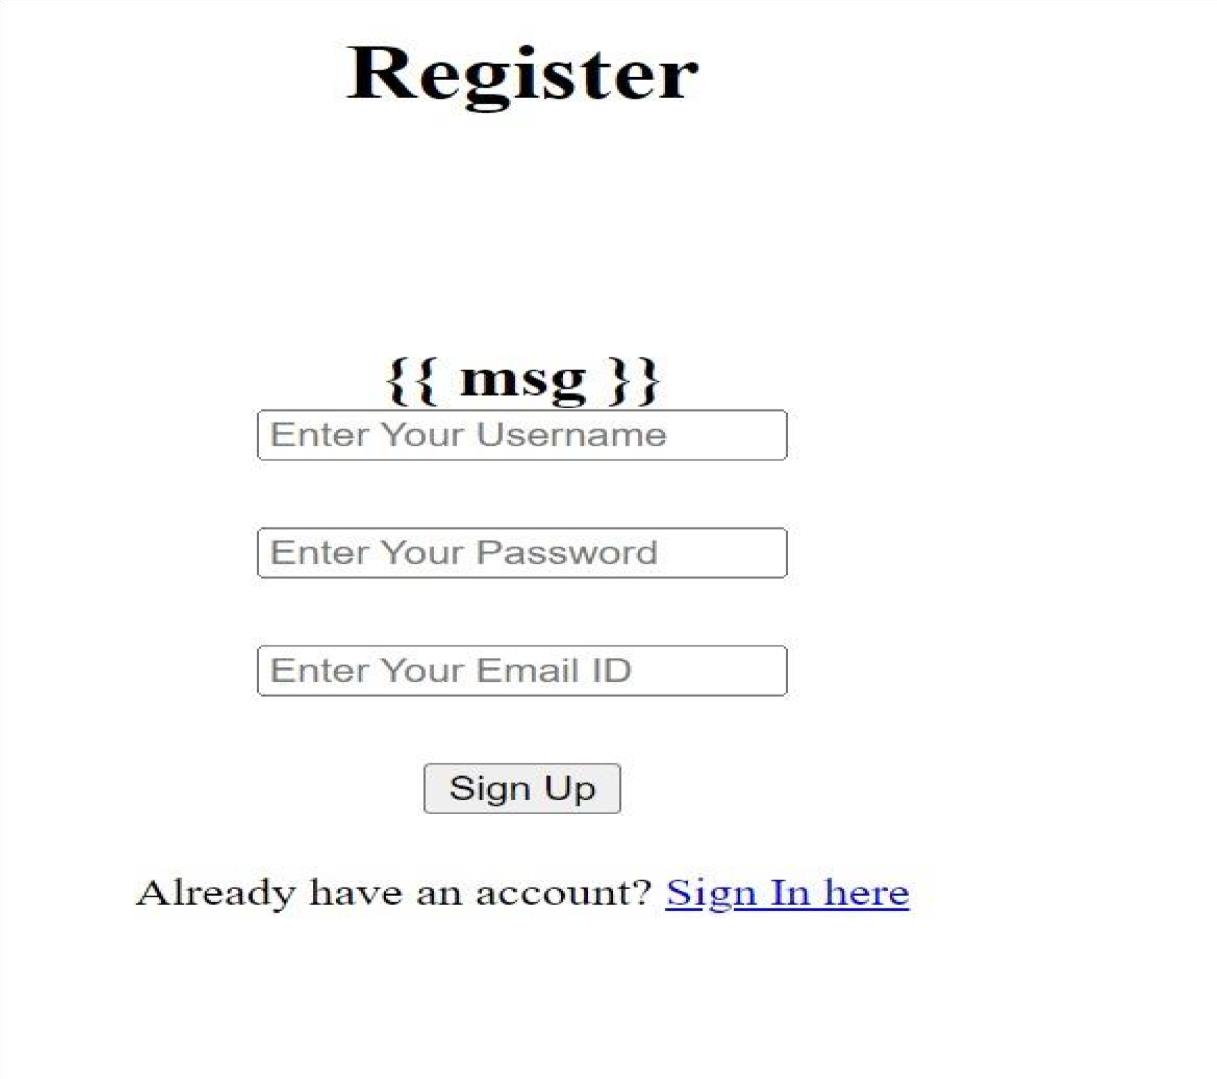 Register
{{ msg }}
Enter Your Username
Enter Your Password
Enter Your Email ID
Sign Up
Already have an account? Sign In here